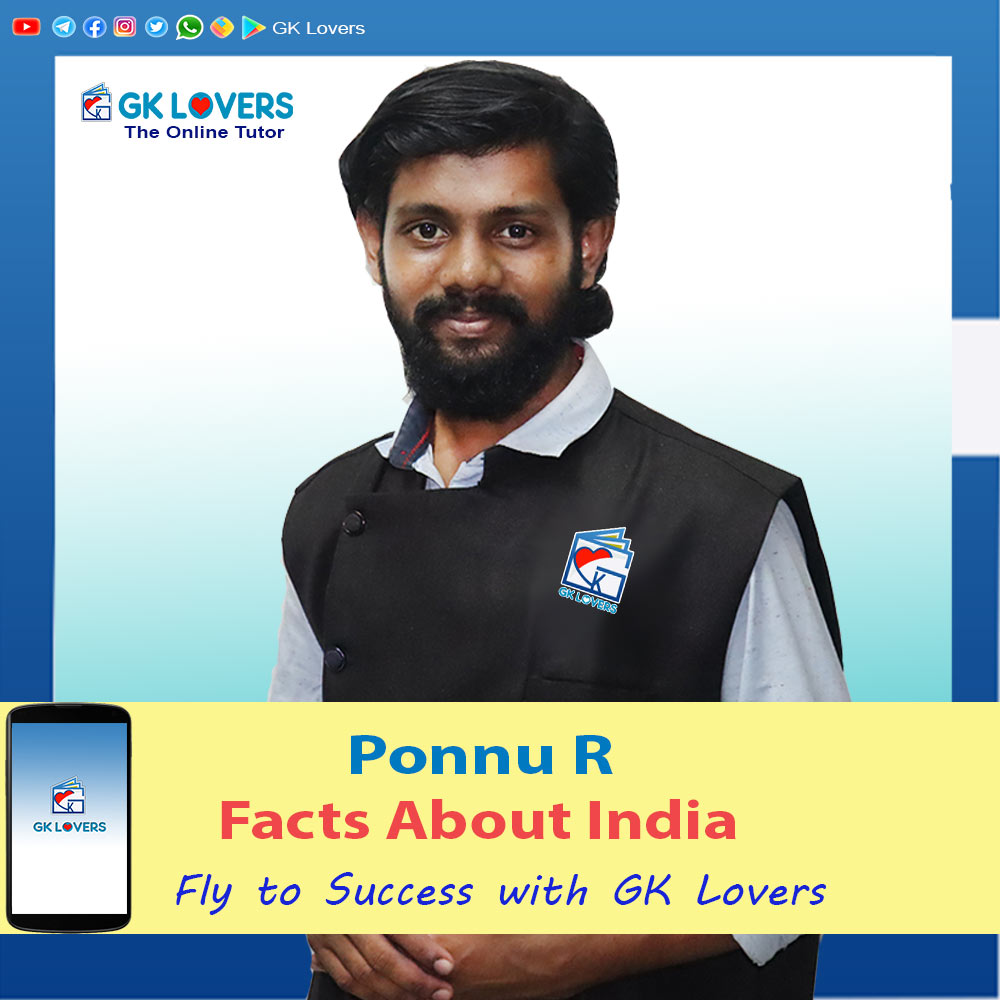 GK Lovers
GK LOVERS
The Online Tutor
K
K
GK LOVERS
Ponnu R
Facts About India
Fly to Success with GK Lovers
K
GK LOVERS